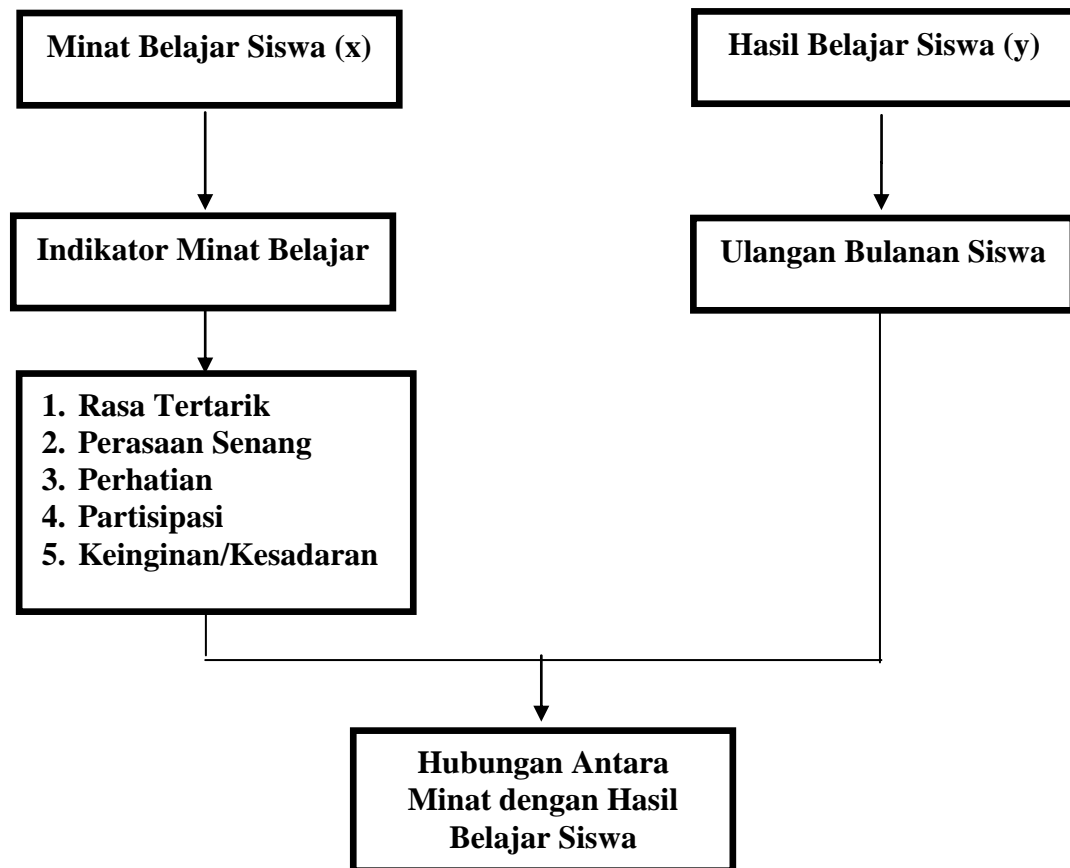 Minat Belajar Siswa (x)
Hasil Belajar Siswa (y)
Indikator Minat Belajar
Ulangan Bulanan Siswa
1. Rasa Tertarik
2. Perasaan Senang
3. Perhatian
4. Partisipasi
5. Keinginan/Kesadaran
Hubungan Antara
Minat dengan Hasil
Belajar Siswa